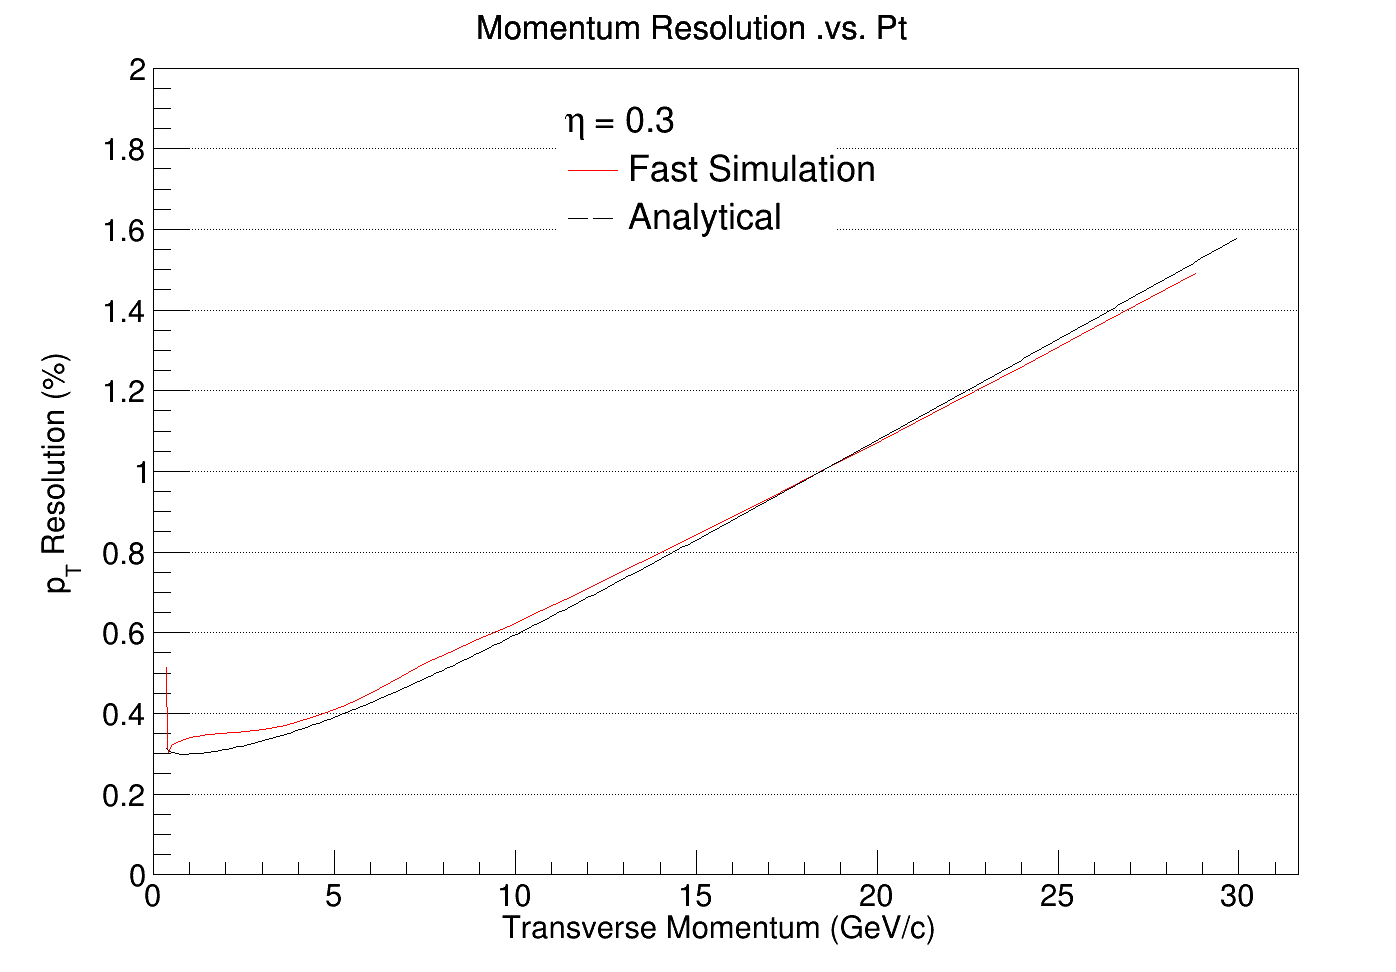 Momentum Resolution .vs. Pt
η = 0.3
Fast Simulation
Analytical
2
1.8
1.6
1.4
1.2
1
0.8
0.6
0.4
0.2
0
pT Resolution (%)
0 5 10 15 20 25 30
Transverse Momentum (GeV/c)